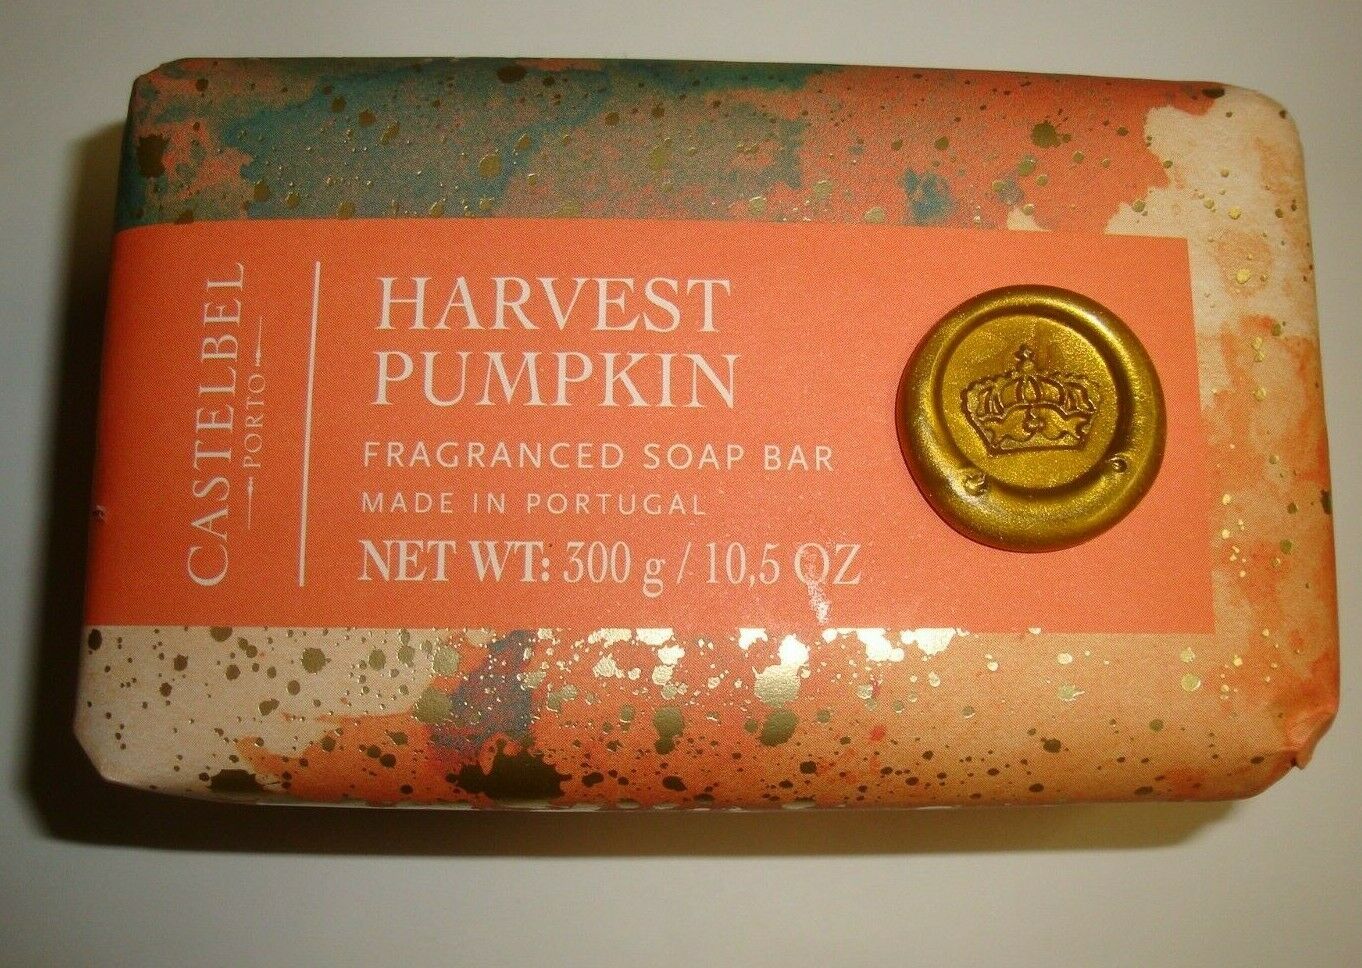 CASTELBEL
PORTO
HARVEST
PUMPKIN
FRAGRANCED SOAP BAR
MADE IN PORTUGAL
NET WT: 300 g / 10,5 OZ